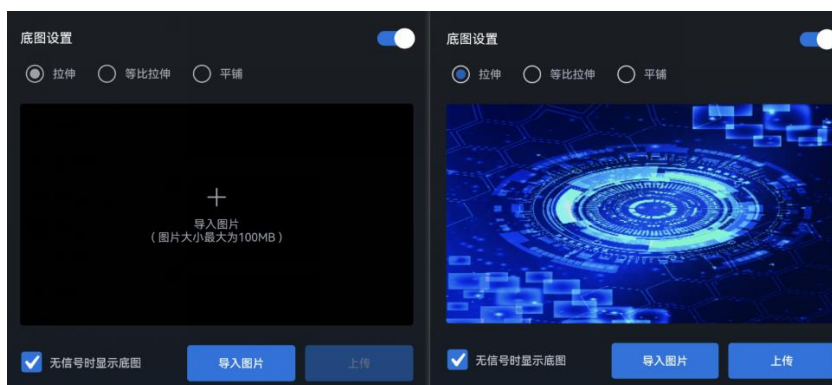 底图设置
拉伸 等比拉伸 平铺
导入图片
（图片大小最大为100MB）
无信号时显示底图 导入图片 上传
底图设置
拉伸 等比拉伸 平铺
无信号时显示底图 导入图片 上传